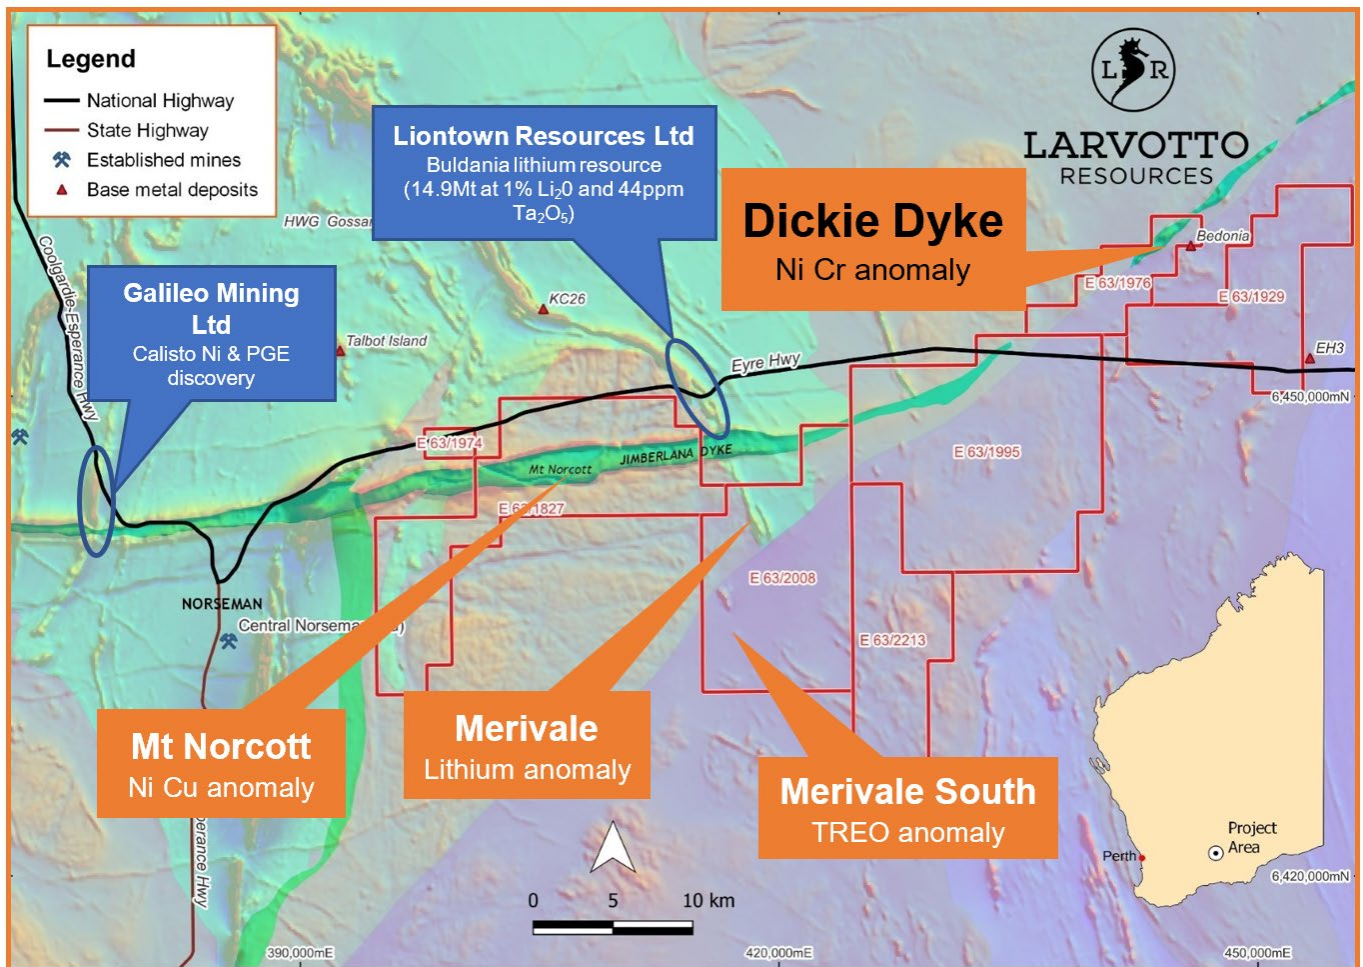 Legend
National Highway
State Highway
Established mines
Base metal deposits
L R
LARVOTTO
RESOURCES
Liontown Resources Ltd
Buldania lithium resource
(14.9Mt at 1% Li₂0 and 44ppm
Ta₂O₅)
Dickie Dyke
Ni Cr anomaly
HWG Gossan
Bedonia
E 63/1976
E 63/1929
Coolgardie-Esperance Hwy
Galileo Mining
Ltd
Calisto Ni & PGE
discovery
KC26
Talbot Island
Eyre Hwy
EH3
6,450,000mN
E 63/1974
JIMBERLANA DYKE
Mt Norcott
E 63/1995
E 63/1827
E 63/2008
NORSEMAN
Central Norseman
E 63/2213
Mt Norcott
Ni Cu anomaly
Merivale
Lithium anomaly
Merivale South
TREO anomaly
Project
Area
Perth
6,420,000mN
perance Hwy
0 5 10 km
390,000mE
420,000mE
450,000mE